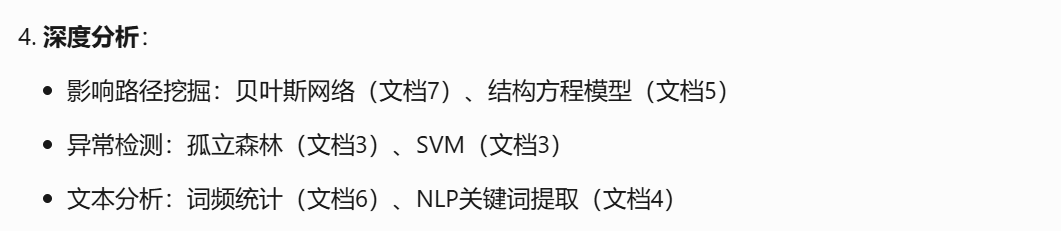 4. 深度分析：
• 影响路径挖掘：贝叶斯网络（文档7）、结构方程模型（文档5）
• 异常检测：孤立森林（文档3）、SVM（文档3）
• 文本分析：词频统计（文档6）、NLP关键词提取（文档4）